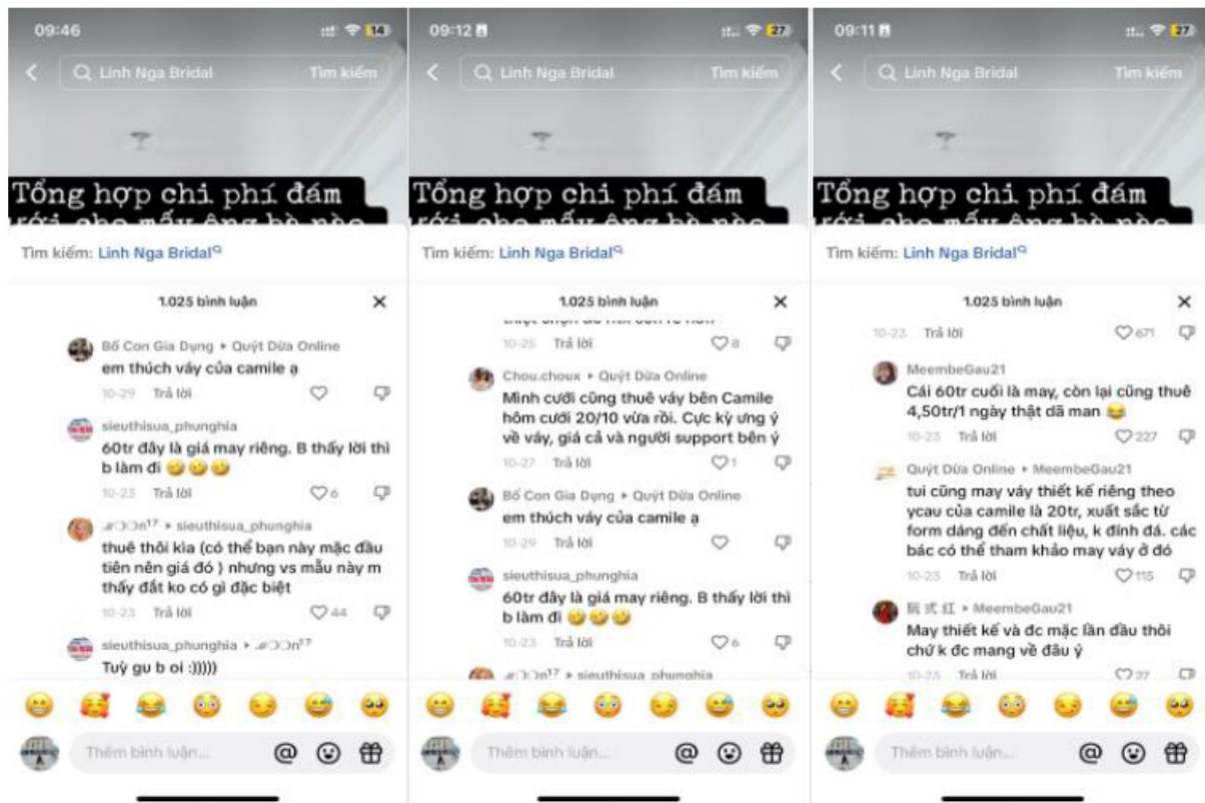 09:46
14
Linh Nga Bridal
Tìm kiếm
Tổng hợp chi phí đám
Tìm kiếm: Linh Nga Bridal
1.025 bình luận
Bố Con Gia Dụng ▸ Quýt Dừa Online
em thúch váy của camile ạ
10-29 Trả lời
sieuthisua_phunghia
60tr đây là giá may riêng. B thấy lời thì
b làm đi 🤣🤣🤣
10-23 Trả lời
6
▸ sieuthisua_phunghia
thuê thôi kìa (có thể bạn này mặc đầu
tiên nên giá đó ) nhưng vs mẫu này m
thấy đắt ko có gì đặc biệt
10-23 Trả lời
44
sieuthisua_phunghia ▸
Tuỳ gu b oi :)))))
Thêm bình luận...
09:12
27
Linh Nga Bridal
Tìm kiếm
Tổng hợp chi phí đám
Tìm kiếm: Linh Nga Bridal
1.025 bình luận
10-25 Trả lời
8
Chou.choux ▸ Quýt Dừa Online
Mình cưới cũng thuê váy bên Camile
hôm cưới 20/10 vừa rồi. Cực kỳ ưng ý
về váy, giá cả và người support bên ý
10-27 Trả lời
1
Bố Con Gia Dụng ▸ Quýt Dừa Online
em thúch váy của camile ạ
10-29 Trả lời
sieuthisua_phunghia
60tr đây là giá may riêng. B thấy lời thì
b làm đi 🤣🤣🤣
10-23 Trả lời
6
▸ sieuthisua_phunghia
Thêm bình luận...
09:11
27
Linh Nga Bridal
Tìm kiếm
Tổng hợp chi phí đám
Tìm kiếm: Linh Nga Bridal
1.025 bình luận
10-23 Trả lời
671
MeembeGau21
Cái 60tr cuối là may, còn lại cũng thuê
4,50tr/1 ngày thật dã man 😂
10-23 Trả lời
227
Quýt Dừa Online ▸ MeembeGau21
tui cũng may váy thiết kế riêng theo
ycau của camile là 20tr, xuất sắc từ
form dáng đến chất liệu, k đính đá. các
bác có thể tham khảo may váy ở đó
10-23 Trả lời
115
阮 式 红 ▸ MeembeGau21
May thiết kế và đc mặc lần đầu thôi
chứ k đc mang về đâu ý
10-23 Trả lời
27
Thêm bình luận...